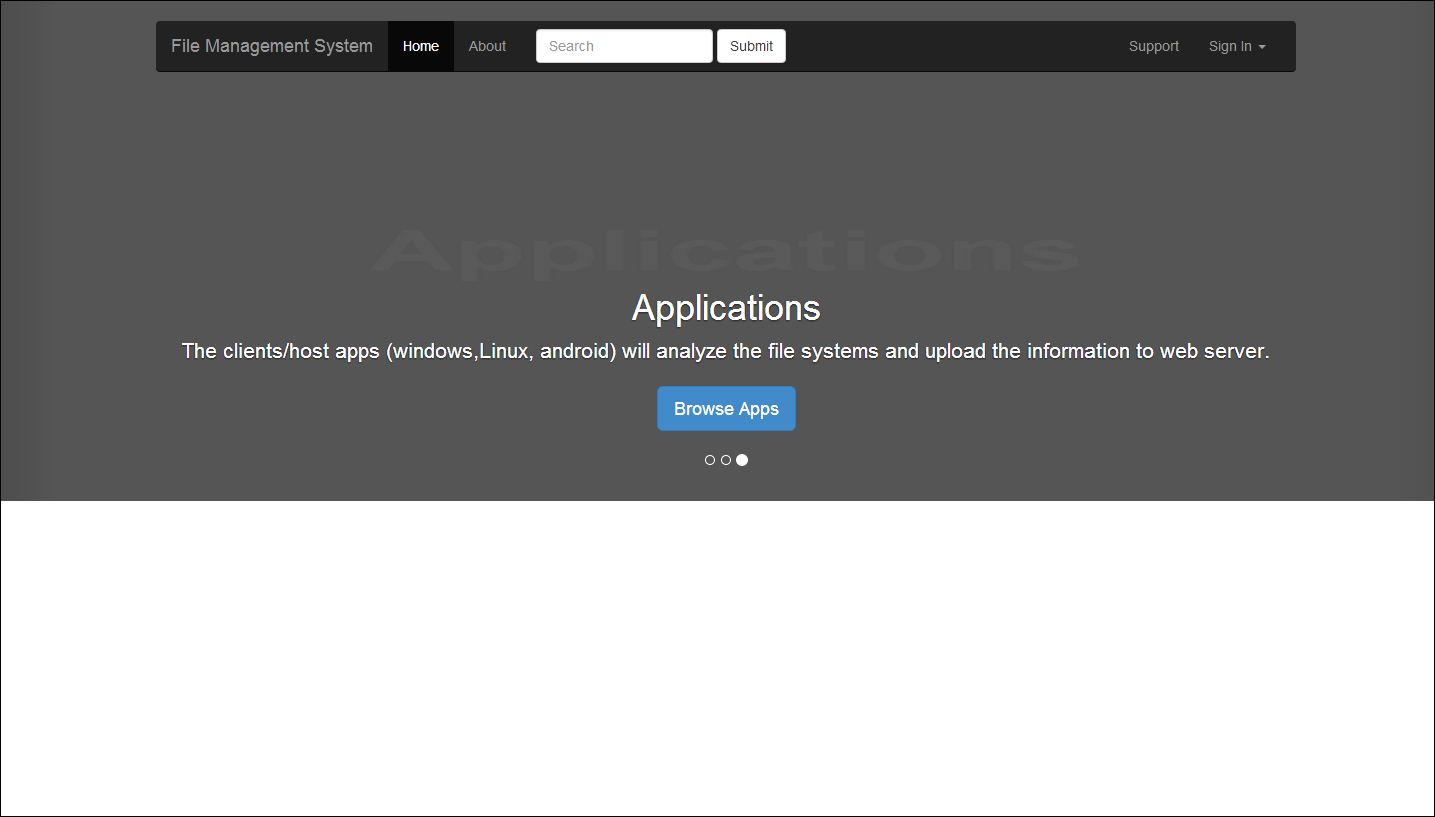 File Management System Home About Search Submit Support Sign In
Applications
Applications
The clients/host apps (windows,Linux, android) will analyze the file systems and upload the information to web server.
Browse Apps